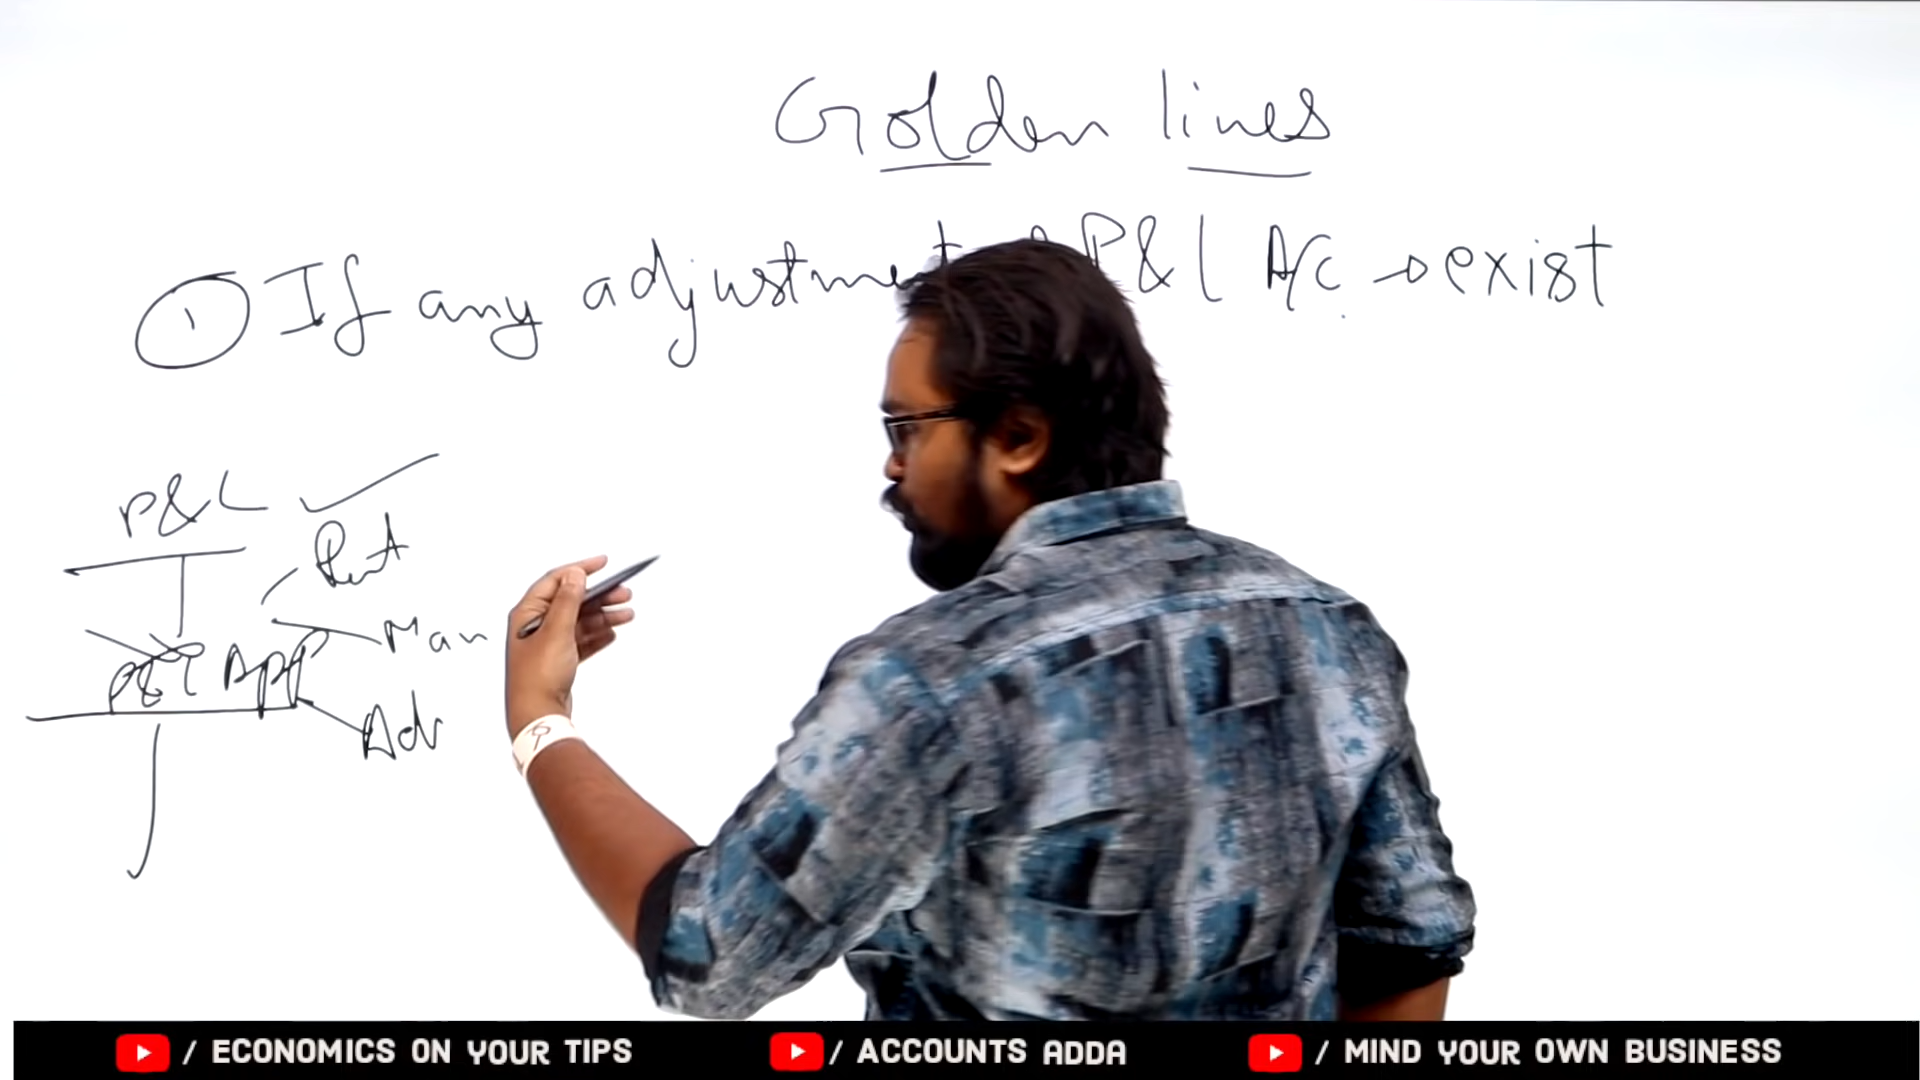 Golden lines
① If any adjustment P&L A/c → exist
P&L ✓
Rent
Man
P&L App
Adv
/ ECONOMICS ON YOUR TIPS / ACCOUNTS ADDA / MIND YOUR OWN BUSINESS